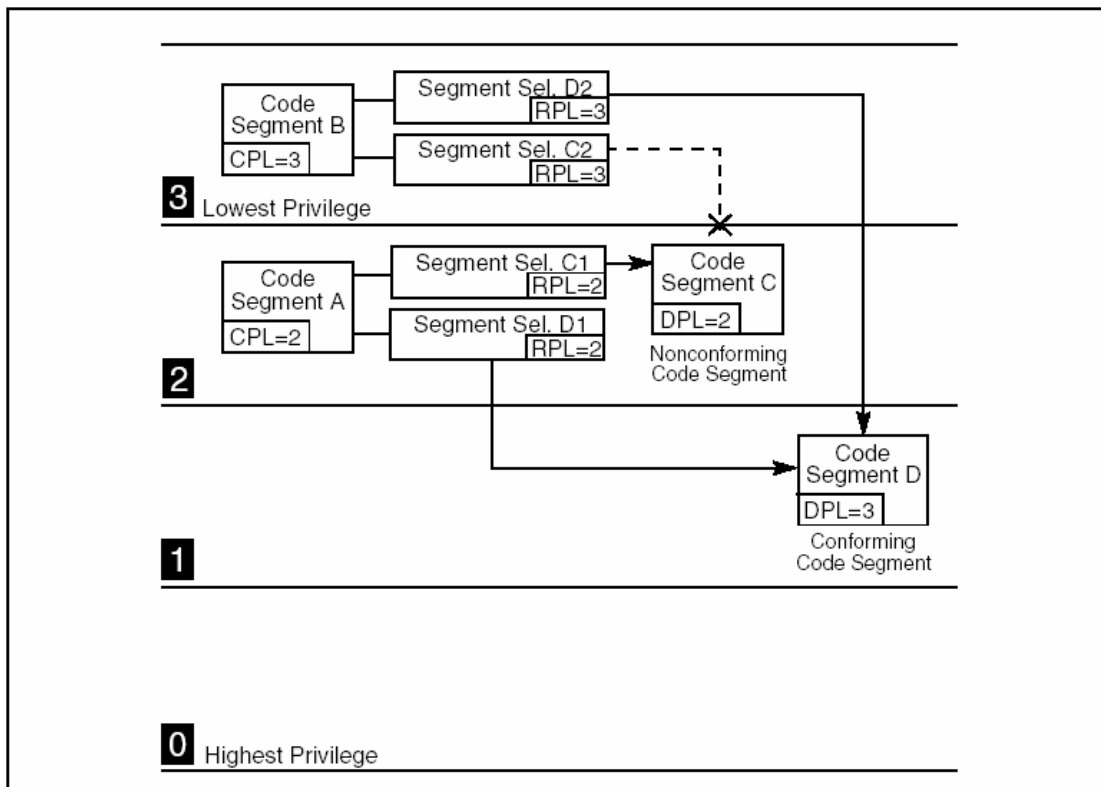 Code
Segment B
CPL=3
Segment Sel. D2
RPL=3
Segment Sel. C2
RPL=3
3 Lowest Privilege
Code
Segment A
CPL=2
Segment Sel. C1
RPL=2
Segment Sel. D1
RPL=2
Code
Segment C
DPL=2
Nonconforming
Code Segment
2
Code
Segment D
DPL=3
Conforming
Code Segment
1
0 Highest Privilege